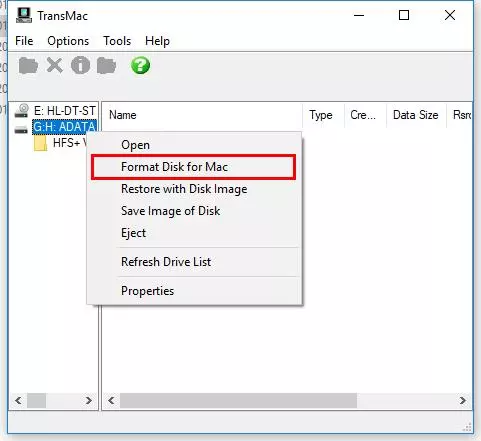 TransMac
File Options Tools Help
E: HL-DT-ST
Name Type Cre... Data Size Rsrc
G:H: ADATA
HFS+
Open
Format Disk for Mac
Restore with Disk Image
Save Image of Disk
Eject
Refresh Drive List
Properties